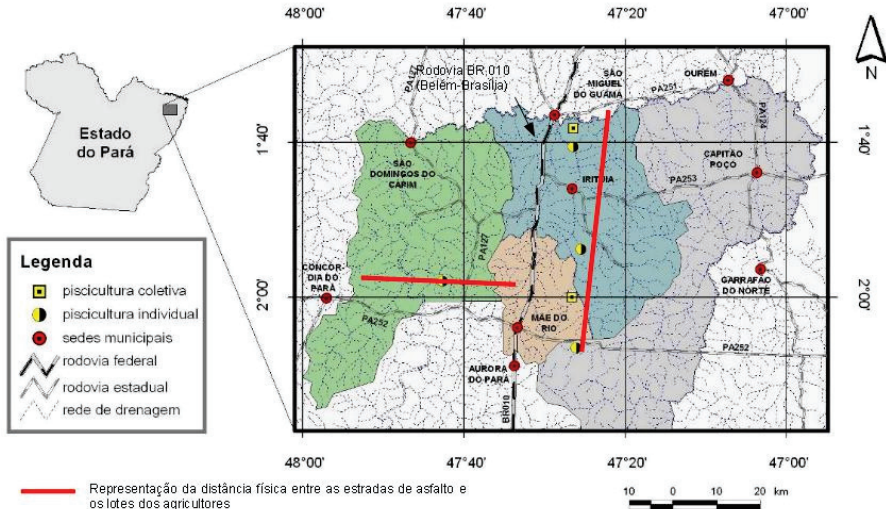 48°00'
47°40'
47°20'
47°00'
Rodovia BR 010
(Belém-Brasília)
SÃO
MIGUEL
DO GUAMÁ
OURÉM
PA251
PA124
N
Estado
do Pará
1°40'
1°40'
SÃO
DOMINGOS DO
CAPIM
IRITUIA
PA253
CAPITÃO
POÇO
PA127
Legenda
piscicultura coletiva
piscicultura individual
sedes municipais
rodovia federal
rodovia estadual
rede de drenagem
CONCOR-
DIA DO
PARÁ
GARRAFÃO
DO NORTE
2°00'
2°00'
PA252
MÃE DO
RIO
PA252
AURORA
DO PARÁ
BR010
48°00'
47°40'
47°20'
47°00'
Representação da distância física entre as estradas de asfalto e
os lotes dos agricultores
10 0 10 20 km